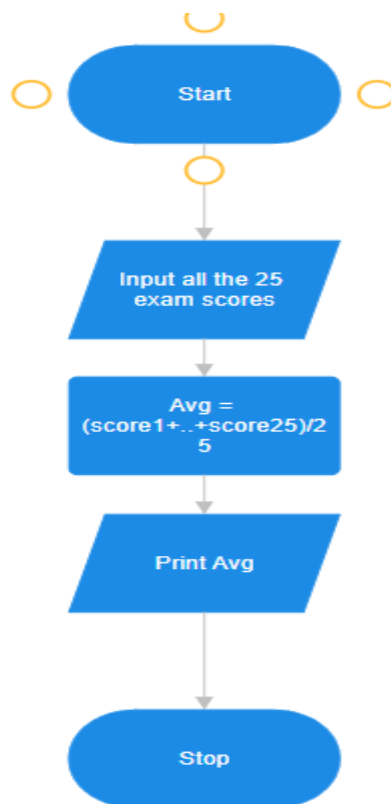 Start
Input all the 25
exam scores
Avg =
(score1+..+score25)/2
5
Print Avg
Stop